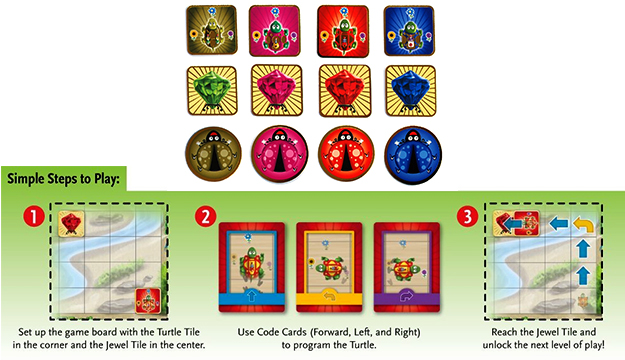 Simple Steps to Play:
1
2
3
Set up the game board with the Turtle Tile
in the corner and the Jewel Tile in the center.
Use Code Cards (Forward, Left, and Right)
to program the Turtle.
Reach the Jewel Tile and
unlock the next level of play!